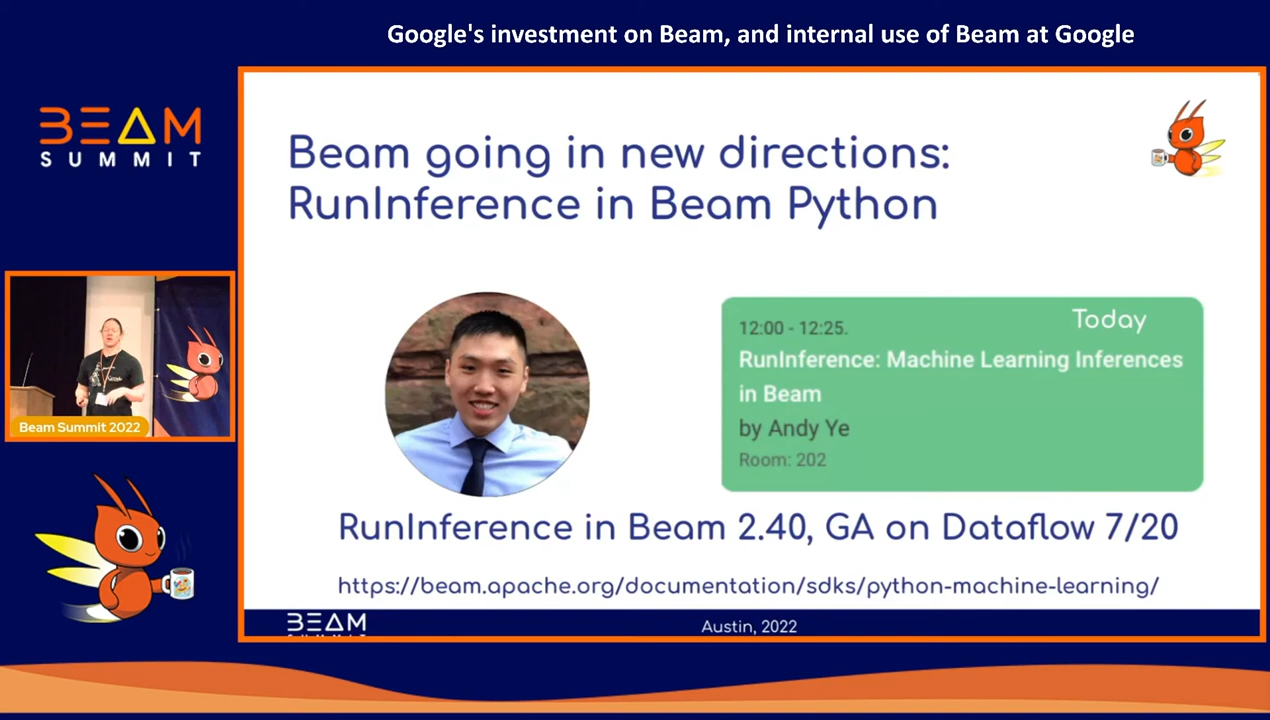 Google's investment on Beam, and internal use of Beam at Google
BEAM
SUMMIT
Beam going in new directions:
RunInference in Beam Python
Today
12:00 - 12:25.
RunInference: Machine Learning Inferences
in Beam
by Andy Ye
Room: 202
Beam Summit 2022
RunInference in Beam 2.40, GA on Dataflow 7/20
https://beam.apache.org/documentation/sdks/python-machine-learning/
BEAM
Austin, 2022